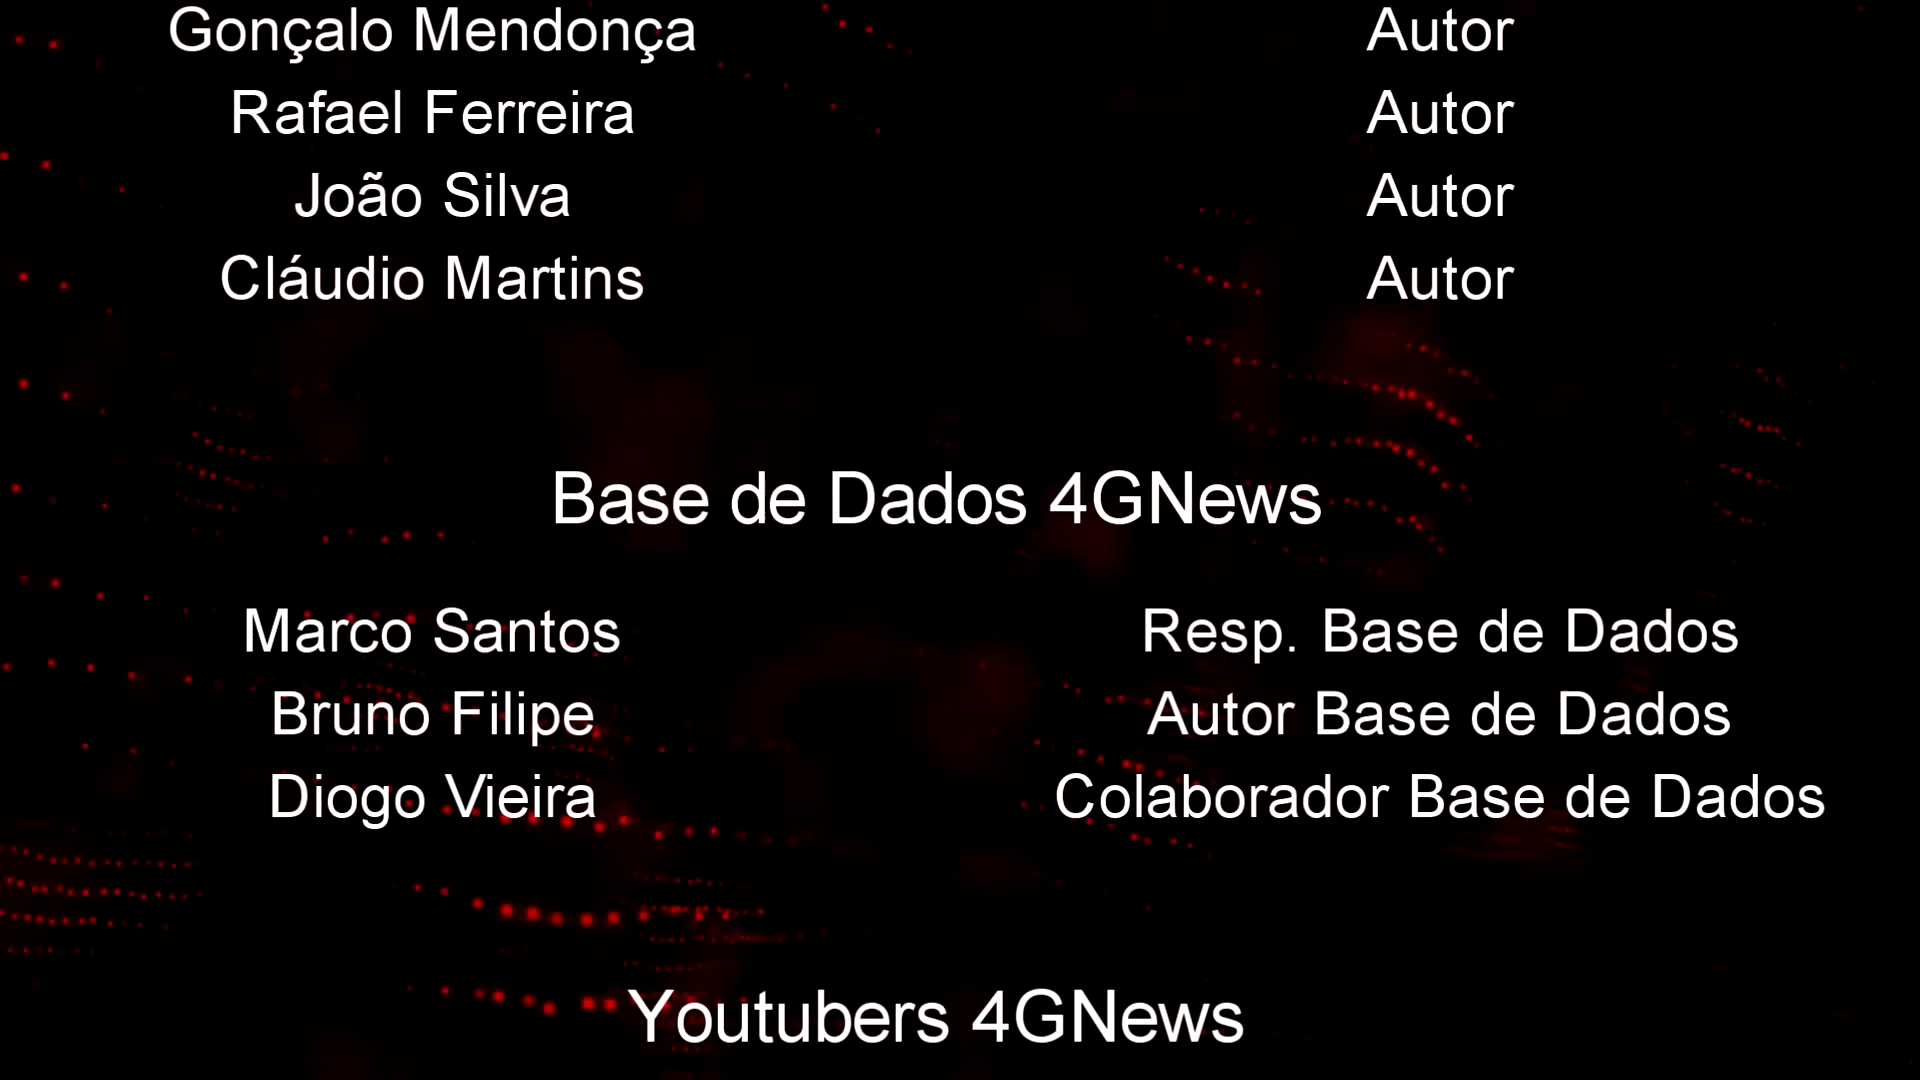 Gonçalo Mendonça Autor
Rafael Ferreira Autor
João Silva Autor
Cláudio Martins Autor
Base de Dados 4GNews
Marco Santos Resp. Base de Dados
Bruno Filipe Autor Base de Dados
Diogo Vieira Colaborador Base de Dados
Youtubers 4GNews